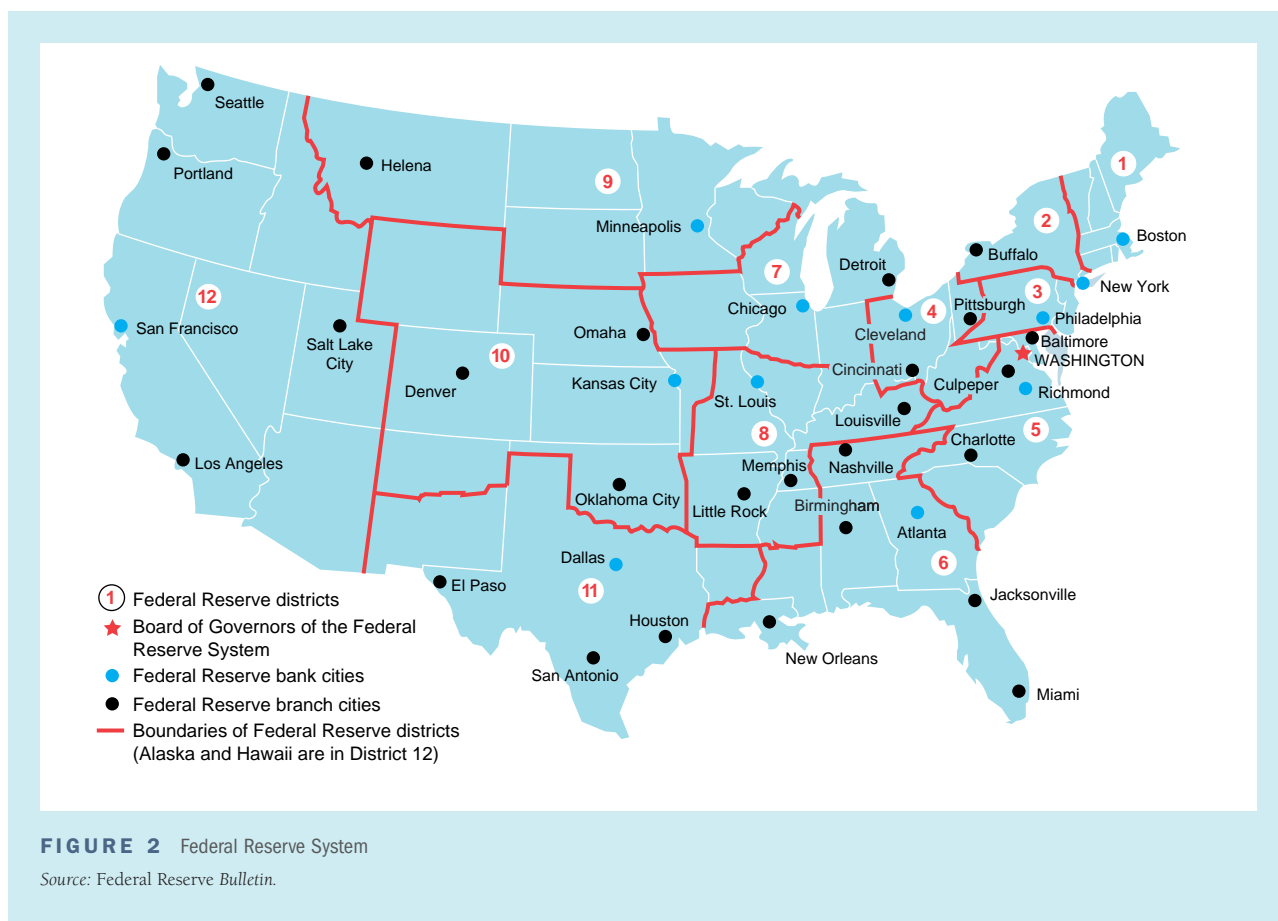 Seattle
Portland
Helena
9
Minneapolis
1
2
Boston
Buffalo
7
Detroit
12
San Francisco
Chicago
4
Cleveland
3
Pittsburgh
New York
Philadelphia
Salt Lake
City
Omaha
10
Denver
Kansas City
St. Louis
Cincinnati
Baltimore
WASHINGTON
Culpeper
Richmond
Louisville
8
5
Charlotte
Los Angeles
Oklahoma City
Memphis
Little Rock
Nashville
Birmingham
Atlanta
Dallas
6
El Paso
11
Houston
San Antonio
New Orleans
Jacksonville
Miami
1 Federal Reserve districts
Board of Governors of the Federal
Reserve System
Federal Reserve bank cities
Federal Reserve branch cities
Boundaries of Federal Reserve districts
(Alaska and Hawaii are in District 12)
FIGURE 2 Federal Reserve System
Source: Federal Reserve Bulletin.